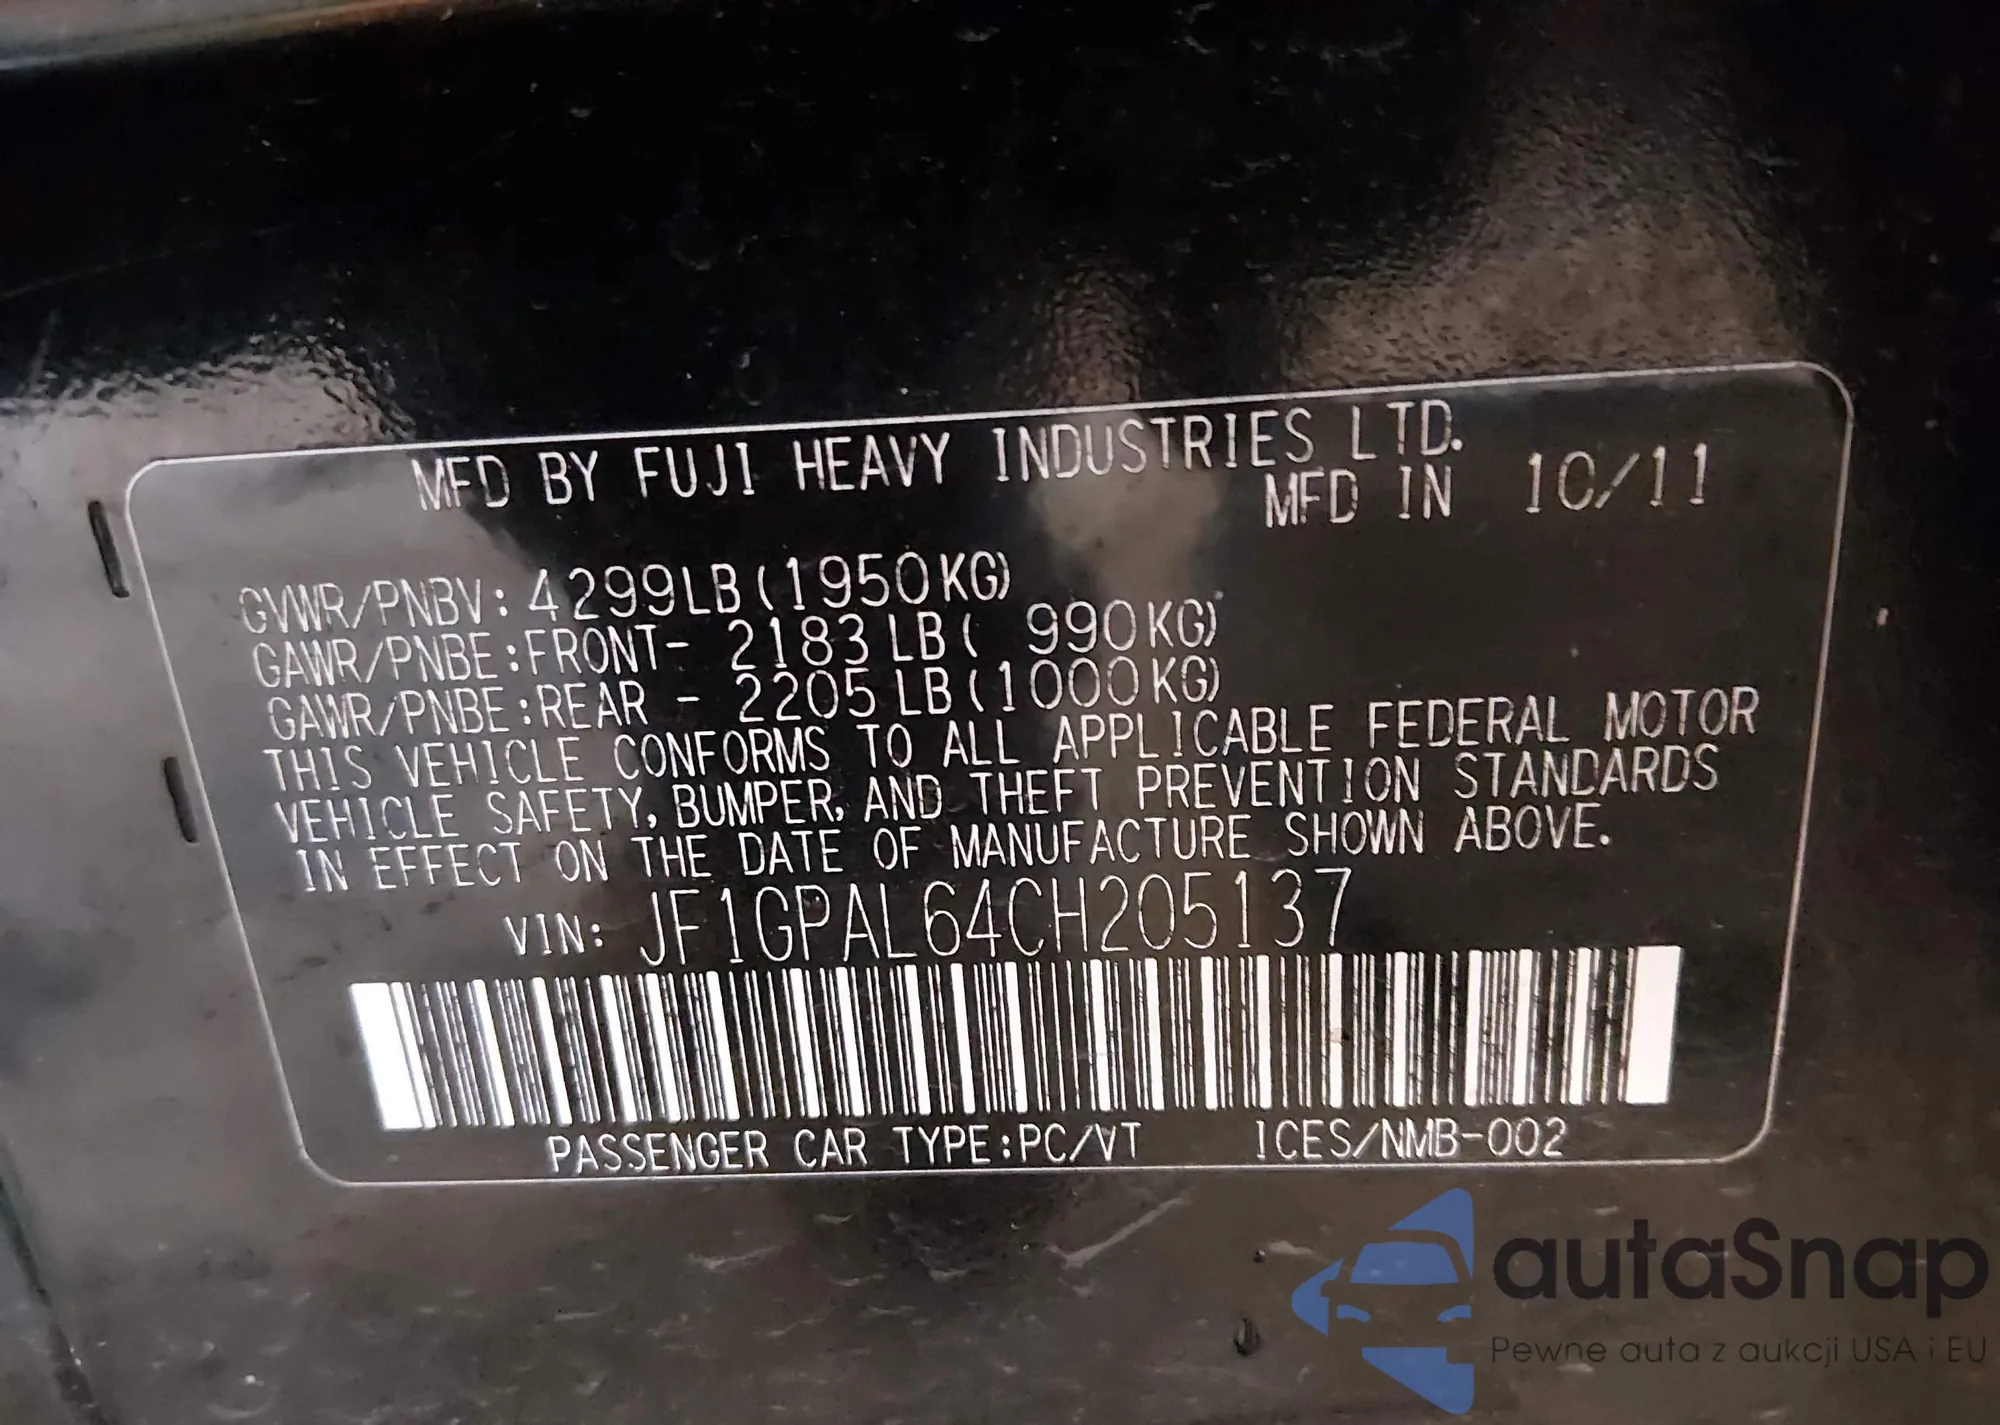 MFD BY FUJI HEAVY INDUSTRIES LTD.
MFD IN 10/11
GVWR/PNBV: 4299LB(1950KG)
GAWR/PNBE:FRONT- 2183LB( 990KG)
GAWR/PNBE:REAR - 2205LB(1000KG)
THIS VEHICLE CONFORMS TO ALL APPLICABLE FEDERAL MOTOR
VEHICLE SAFETY, BUMPER, AND THEFT PREVENTION STANDARDS
IN EFFECT ON THE DATE OF MANUFACTURE SHOWN ABOVE.
VIN: JF1GPAL64CH205137
PASSENGER CAR TYPE:PC/VT ICES/NMB-002
autaSnap
Pewne auta z aukcji USA i EU